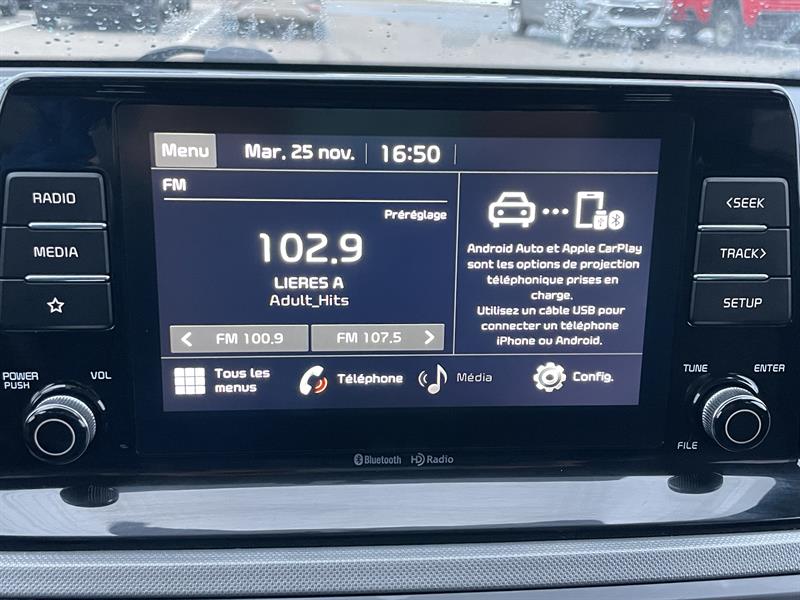 Menu Mar. 25 nov. 16:50
FM
Préréglage
102.9
LIERES A
Adult_Hits
< FM 100.9 FM 107.5 >
Android Auto et Apple CarPlay
sont les options de projection
téléphonique prises en
charge.
Utilisez un câble USB pour
connecter un téléphone
iPhone ou Android.
Tous les
menus
Téléphone
Média
Config.
RADIO
MEDIA
POWER
PUSH
VOL
<SEEK
TRACK>
SETUP
TUNE
ENTER
FILE
Bluetooth HD Radio